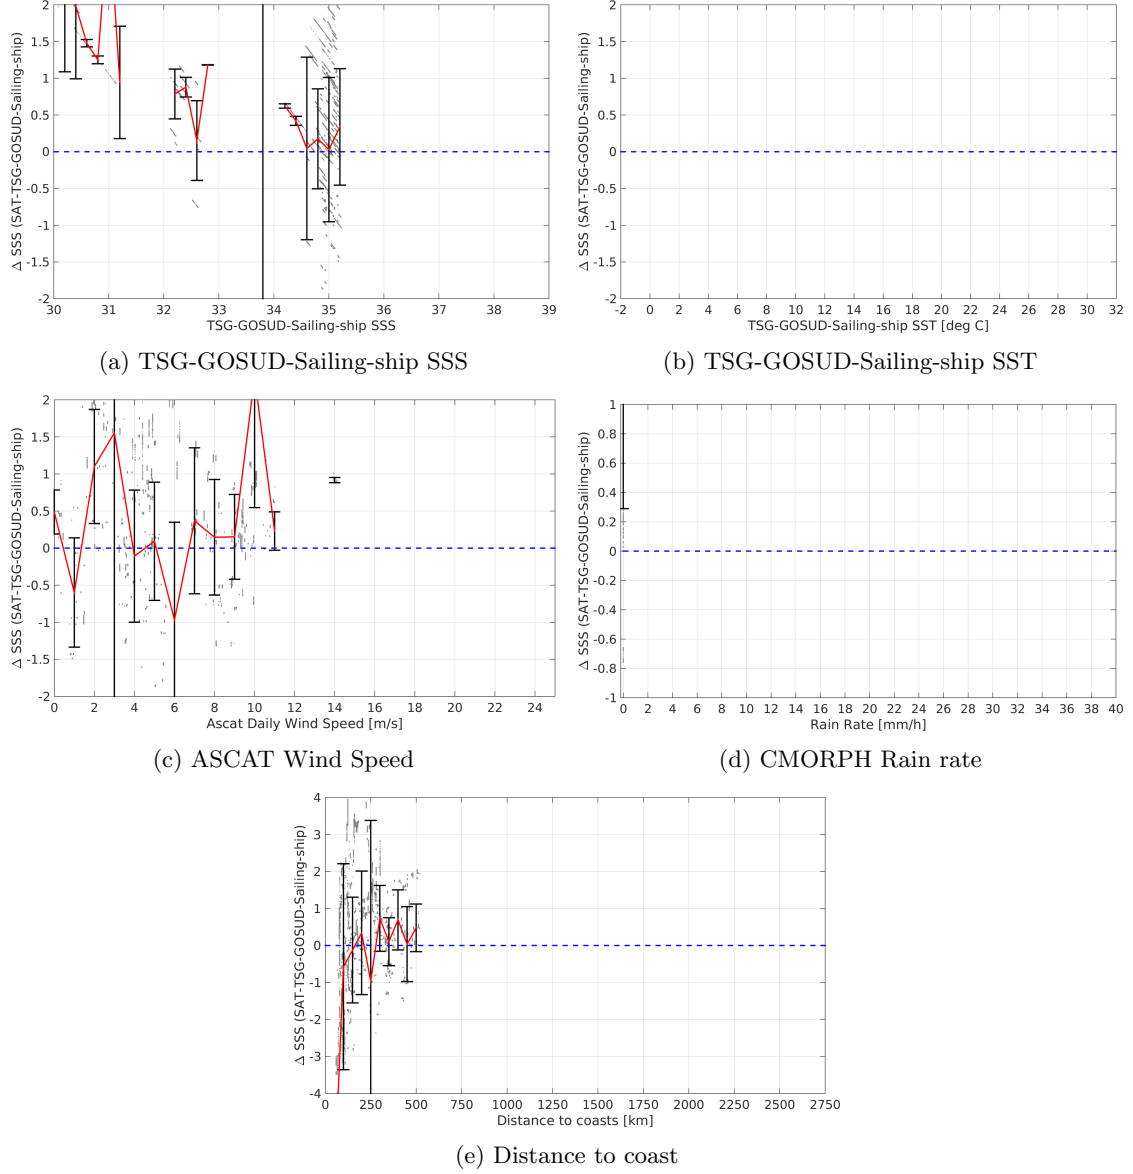 2
1.5
1
0.5
0
-0.5
-1
-1.5
-2
Δ SSS (SAT-TSG-GOSUD-Sailing-ship)
30 31 32 33 34 35 36 37 38 39
TSG-GOSUD-Sailing-ship SSS
(a) TSG-GOSUD-Sailing-ship SSS
2
1.5
1
0.5
0
-0.5
-1
-1.5
-2
Δ SSS (SAT-TSG-GOSUD-Sailing-ship)
-2 0 2 4 6 8 10 12 14 16 18 20 22 24 26 28 30 32
TSG-GOSUD-Sailing-ship SST [deg C]
(b) TSG-GOSUD-Sailing-ship SST
2
1.5
1
0.5
0
-0.5
-1
-1.5
-2
Δ SSS (SAT-TSG-GOSUD-Sailing-ship)
0 2 4 6 8 10 12 14 16 18 20 22 24
Ascat Daily Wind Speed [m/s]
(c) ASCAT Wind Speed
1
0.8
0.6
0.4
0.2
0
-0.2
-0.4
-0.6
-0.8
-1
Δ SSS (SAT-TSG-GOSUD-Sailing-ship)
0 2 4 6 8 10 12 14 16 18 20 22 24 26 28 30 32 34 36 38 40
Rain Rate [mm/h]
(d) CMORPH Rain rate
4
3
2
1
0
-1
-2
-3
-4
Δ SSS (SAT-TSG-GOSUD-Sailing-ship)
0 250 500 750 1000 1250 1500 1750 2000 2250 2500 2750
Distance to coasts [km]
(e) Distance to coast